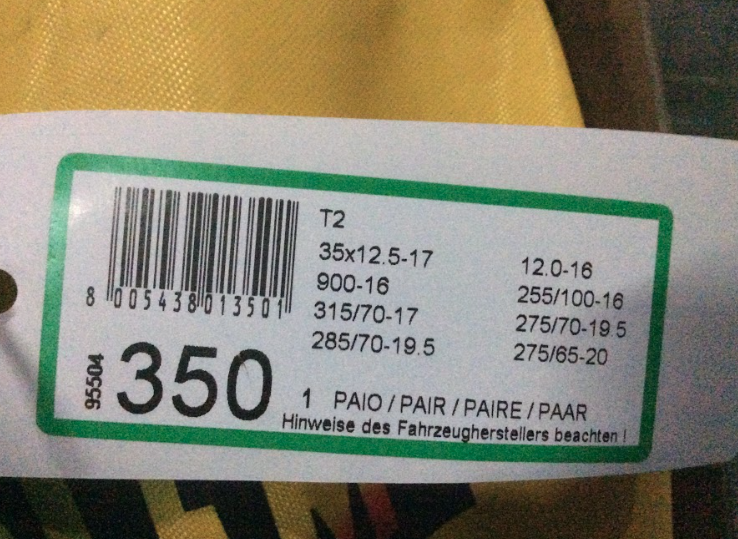 T2
35x12.5-17
12.0-16
900-16
255/100-16
315/70-17
275/70-19.5
285/70-19.5
275/65-20
8 005438 013501
95504
350
1 PAIO / PAIR / PAIRE / PAAR
Hinweise des Fahrzeugherstellers beachten !